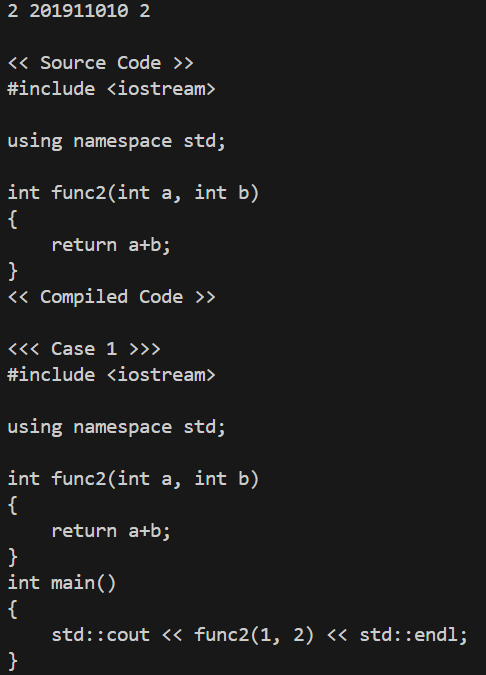 2 201911010 2
<< Source Code >>
#include <iostream>
using namespace std;
int func2(int a, int b)
{
    return a+b;
}
<< Compiled Code >>
<<< Case 1 >>>
#include <iostream>
using namespace std;
int func2(int a, int b)
{
    return a+b;
}
int main()
{
    std::cout << func2(1, 2) << std::endl;
}